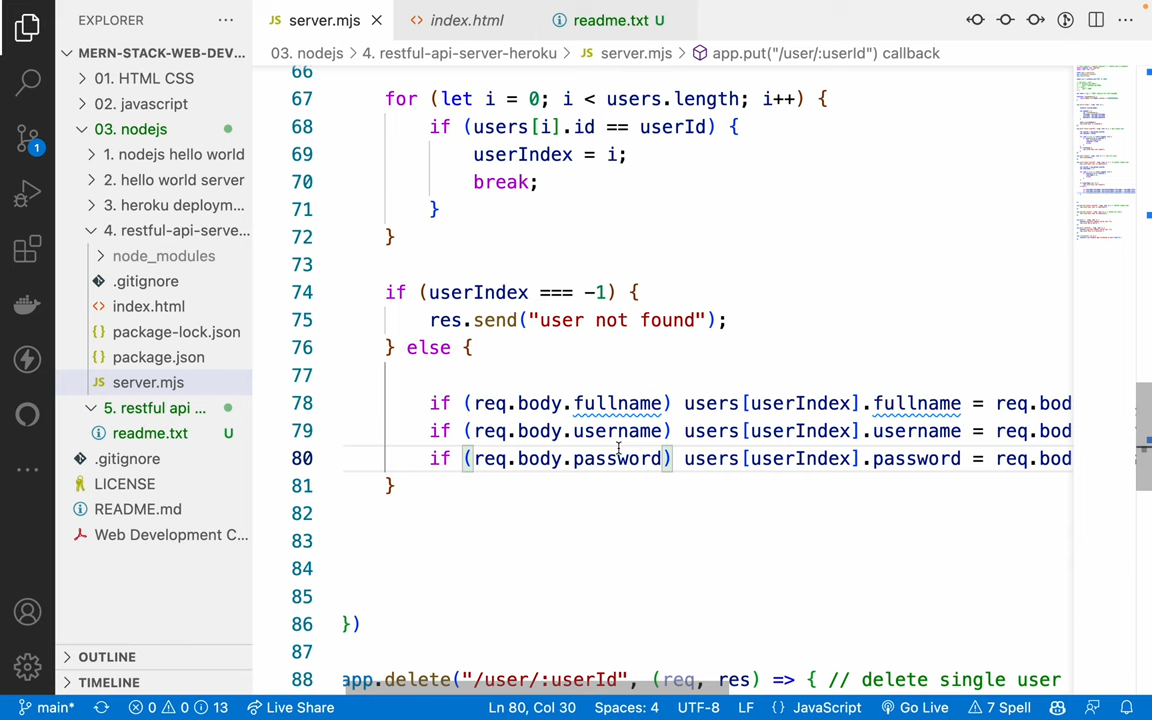 EXPLORER
server.mjs
index.html
readme.txt U
MERN-STACK-WEB-DEV...
03. nodejs > 4. restful-api-server-heroku > server.mjs > app.put("/user/:userId") callback
01. HTML CSS
02. javascript
03. nodejs
1. nodejs hello world
2. hello world server
3. heroku deploym...
4. restful-api-serve...
node_modules
.gitignore
index.html
package-lock.json
package.json
server.mjs
5. restful api ...
readme.txt U
.gitignore
LICENSE
README.md
Web Development C...
OUTLINE
TIMELINE
66
67 for (let i = 0; i < users.length; i++) {
68 if (users[i].id == userId) {
69 userIndex = i;
70 break;
71 }
72 }
73
74 if (userIndex === -1) {
75 res.send("user not found");
76 } else {
77
78 if (req.body.fullname) users[userIndex].fullname = req.bod
79 if (req.body.username) users[userIndex].username = req.bod
80 if (req.body.password) users[userIndex].password = req.bod
81 }
82
83
84
85
86 })
87
88 app.delete("/user/:userId", (req, res) => { // delete single user
1
main* 0 0 13 Live Share Ln 80, Col 30 Spaces: 4 UTF-8 LF {} JavaScript Go Live 7 Spell